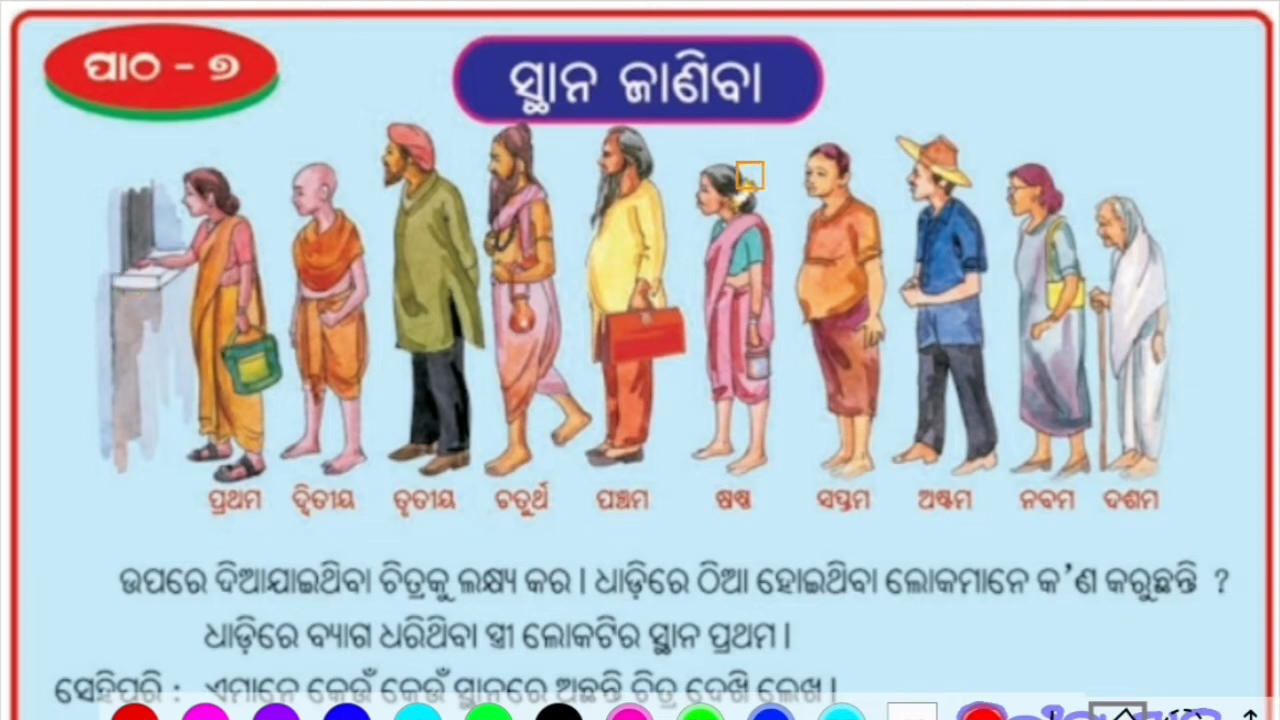 ପାଠ - ୭
ସ୍ଥାନ ଜାଣିବା
ପ୍ରଥମ ଦ୍ୱିତୀୟ ତୃତୀୟ ଚତୁର୍ଥ ପଞ୍ଚମ ଷଷ୍ଠ ସପ୍ତମ ଅଷ୍ଟମ ନବମ ଦଶମ
ଉପରେ ଦିଆଯାଇଥିବା ଚିତ୍ରକୁ ଲକ୍ଷ୍ୟ କର । ଧାଡ଼ିରେ ଠିଆ ହୋଇଥିବା ଲୋକମାନେ କ'ଣ କରୁଛନ୍ତି ?
ଧାଡ଼ିରେ ବ୍ୟାଗ ଧରିଥିବା ସ୍ତ୍ରୀ ଲୋକଟିର ସ୍ଥାନ ପ୍ରଥମ ।
ସେହିପରି : ଏମାନେ କେଉଁ କେଉଁ ସ୍ଥାନରେ ଅଛନ୍ତି ଚିତ୍ର ଦେଖି ଲେଖ ।